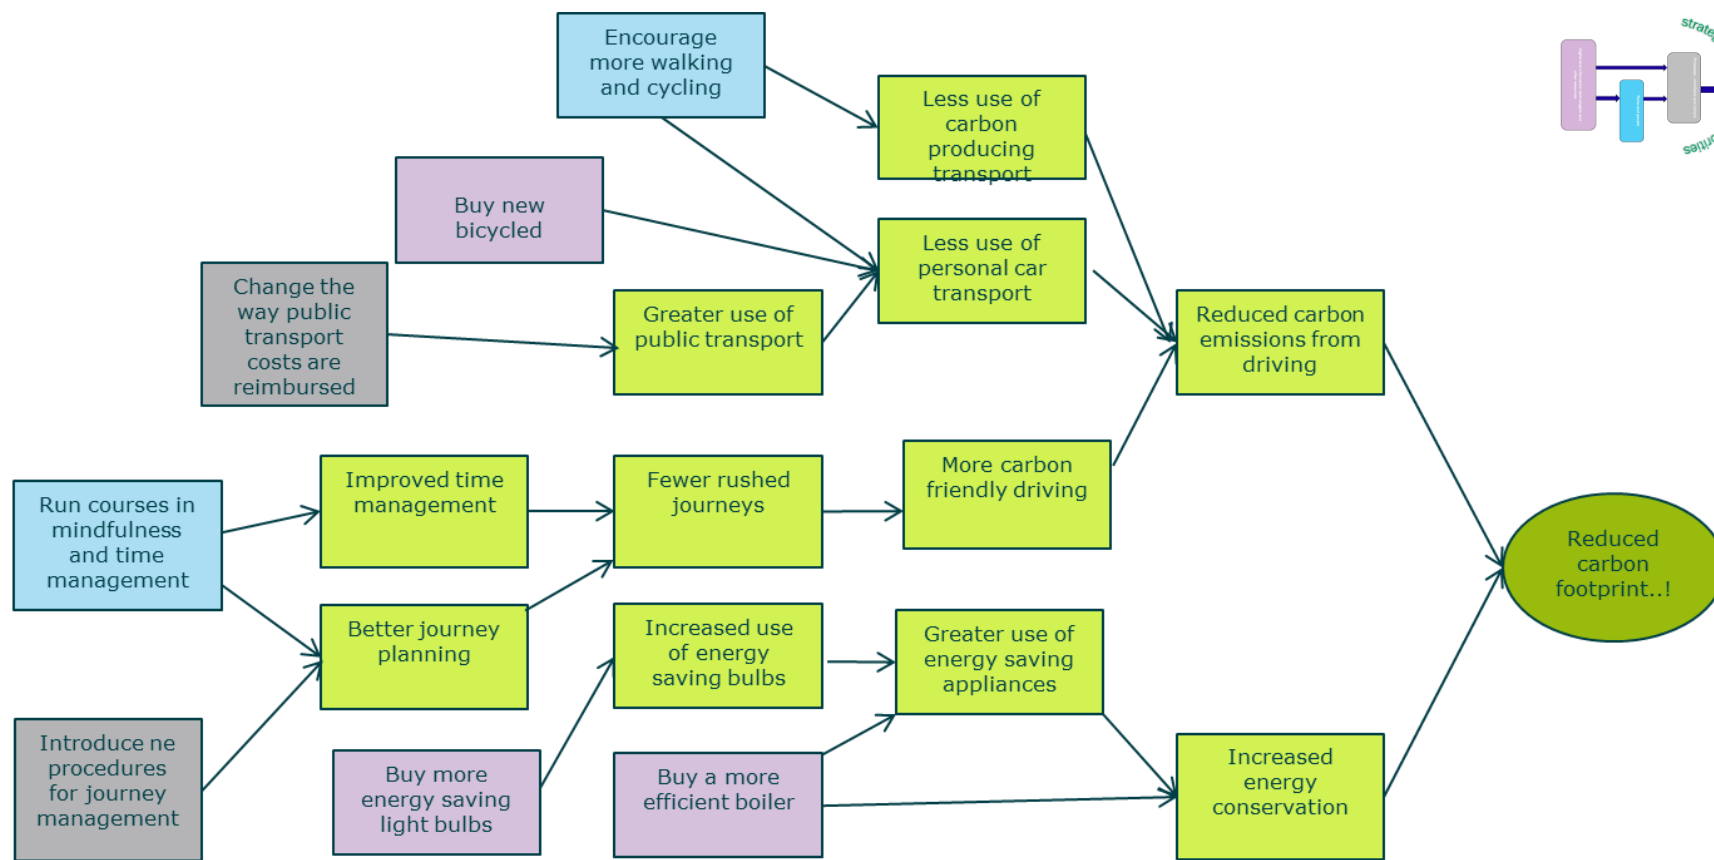 Encourage
more walking
and cycling
Less use of
carbon
producing
transport
Buy new
bicycled
Less use of
personal car
transport
Change the
way public
transport
costs are
reimbursed
Greater use of
public transport
Reduced carbon
emissions from
driving
Run courses in
mindfulness
and time
management
Improved time
management
Fewer rushed
journeys
More carbon
friendly driving
Reduced
carbon
footprint..!
Better journey
planning
Increased use
of energy
saving bulbs
Greater use of
energy saving
appliances
Introduce ne
procedures
for journey
management
Buy more
energy saving
light bulbs
Buy a more
efficient boiler
Increased
energy
conservation